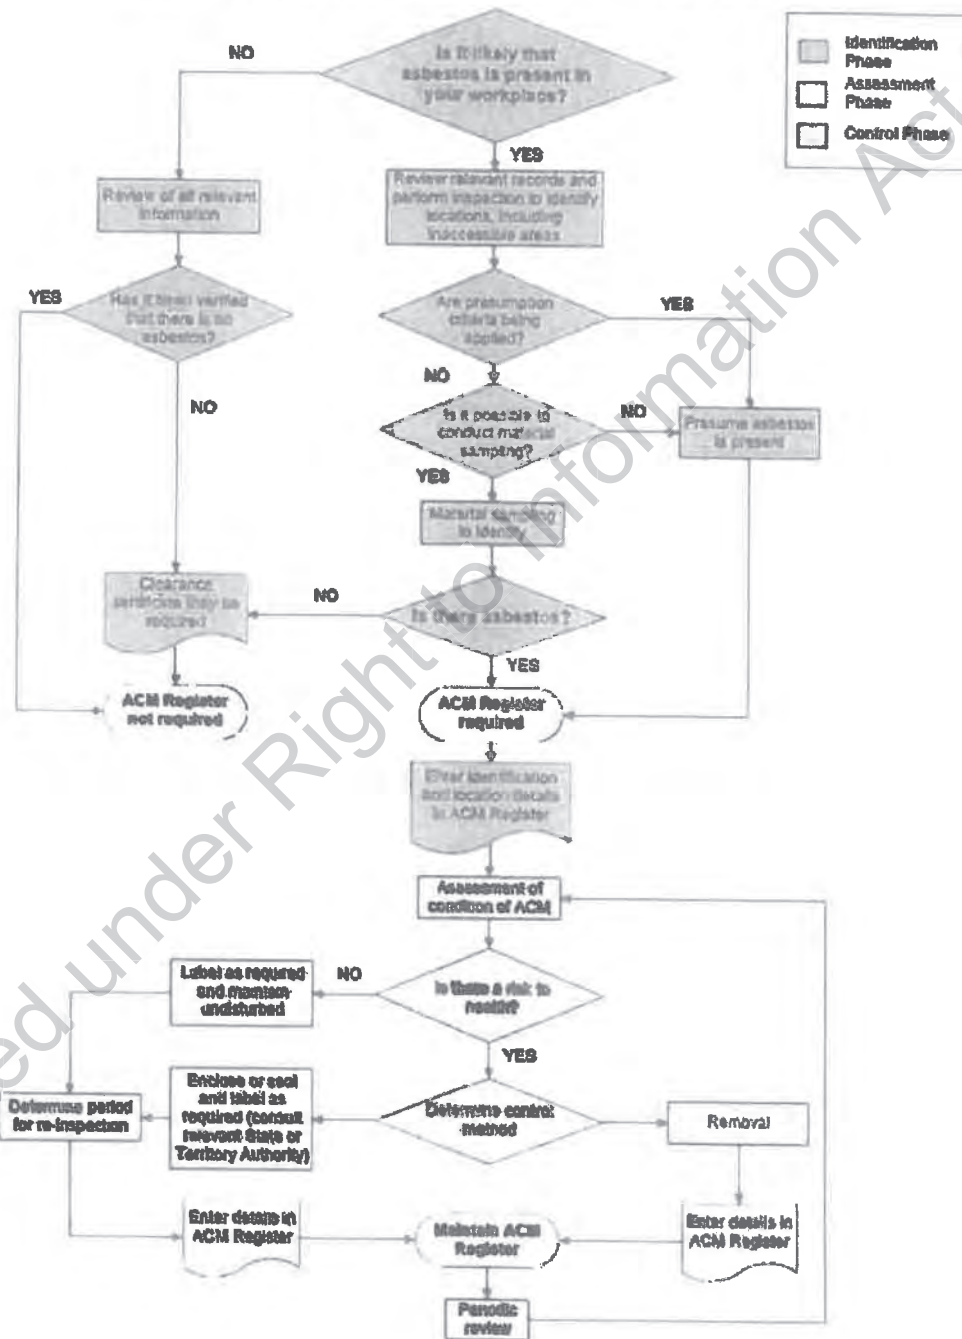 Is it likely that
asbestos is present in
your workplace?
NO
YES
Identification
Phase
Assessment
Phase
Control Phase
Review of all relevant
information
Review relevant records and
perform inspection to identify
locations, including
inaccessible areas
YES
Has it been verified
that there is no
asbestos?
NO
Are presumption
criteria being
applied?
YES
NO
Is it possible to
conduct material
sampling?
NO
YES
Presume asbestos
is present
Material sampling
to identify
Clearance
certificate may be
required
NO
Is there asbestos?
YES
ACM Register
not required
ACM Register
required
Enter identification
and location details
in ACM Register
Assessment of
condition of ACM
Label as required
and maintain
undisturbed
NO
Is there a risk to
health?
YES
Determine period
for re-inspection
Enclose or seal
and label as
required (consult
relevant State or
Territory Authority)
Determine control
method
Removal
Enter details in
ACM Register
Maintain ACM
Register
Enter details in
ACM Register
Periodic
review
ed under Right to Information Act